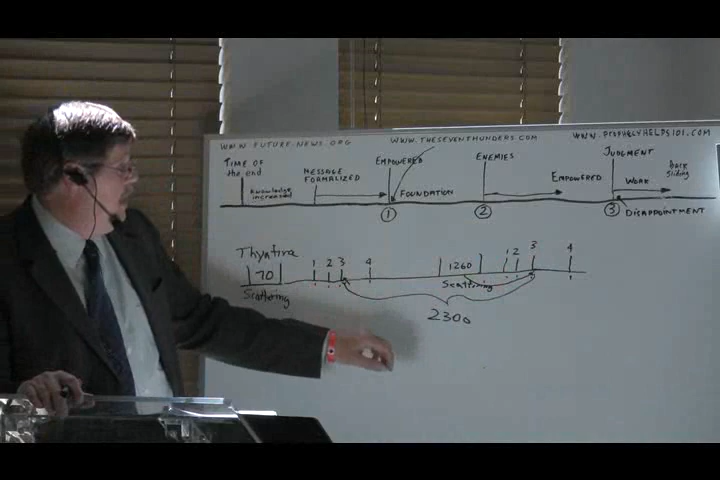 WWW.FUTURE-NEWS.ORG WWW.THESEVENTHUNDERS.COM WWW.PROPHECYHELPS101.COM
TIME OF the end MESSAGE FORMALIZED EMPOWERED ENEMIES EMPOWERED JUDGMENT Back Sliding
knowledge increased FOUNDATION WORK
1 2 3 DISAPPOINTMENT
Thyatira
70 1 2 3 4 1260 1 2 3 4
Scattering Scattering
2300